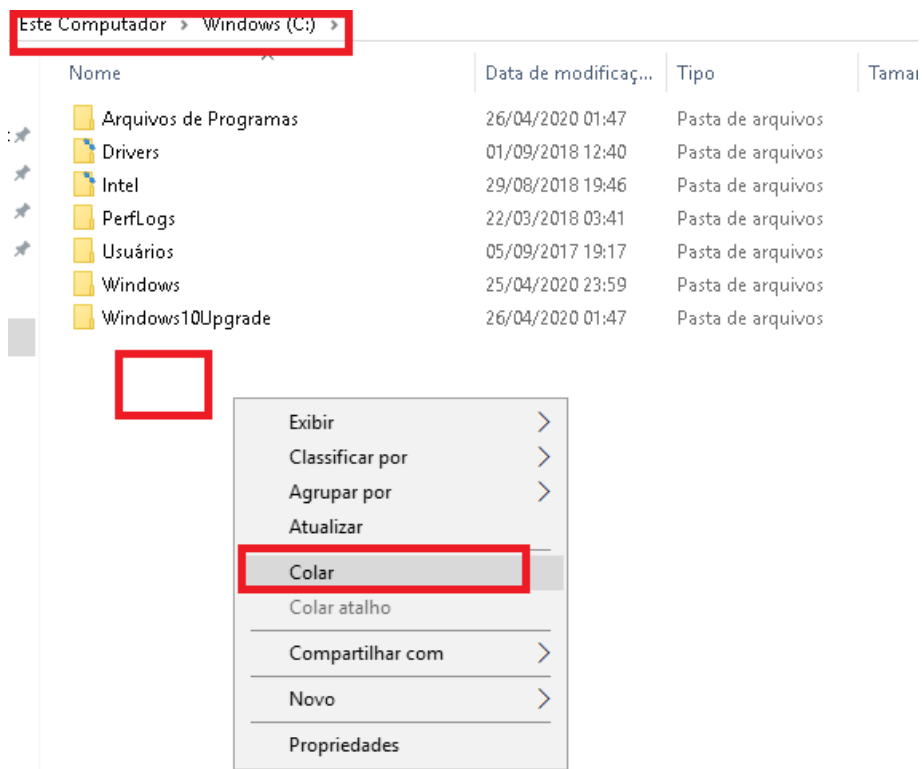 Este Computador > Windows (C:) >
Nome Data de modificaç... Tipo Tamar
Arquivos de Programas 26/04/2020 01:47 Pasta de arquivos
Drivers 01/09/2018 12:40 Pasta de arquivos
Intel 29/08/2018 19:46 Pasta de arquivos
PerfLogs 22/03/2018 03:41 Pasta de arquivos
Usuários 05/09/2017 19:17 Pasta de arquivos
Windows 25/04/2020 23:59 Pasta de arquivos
Windows10Upgrade 26/04/2020 01:47 Pasta de arquivos
Exibir
Classificar por
Agrupar por
Atualizar
Colar
Colar atalho
Compartilhar com
Novo
Propriedades